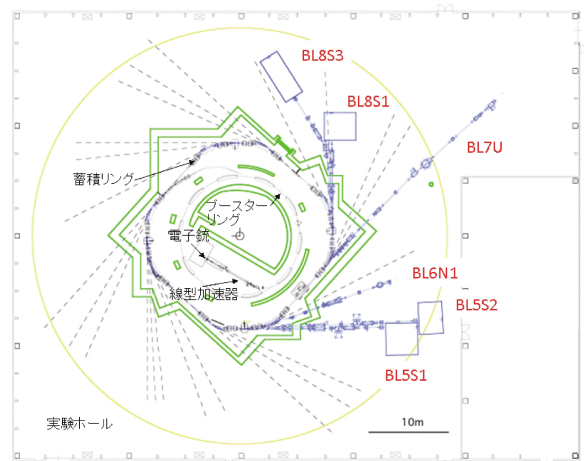 BL8S3
BL8S1
BL7U
蓄積リング
ブースター
リング
電子銃
線型加速器
BL6N1
BL5S2
BL5S1
実験ホール
10m